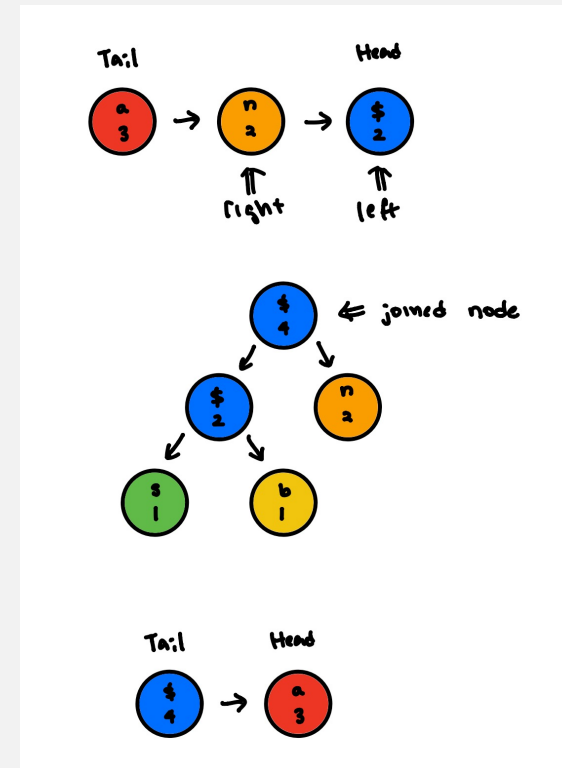 Tail Head
a n $
3 2 2
right left
$
4
joined node
$ n
2 2
s b
1 1
Tail Head
$ a
4 3